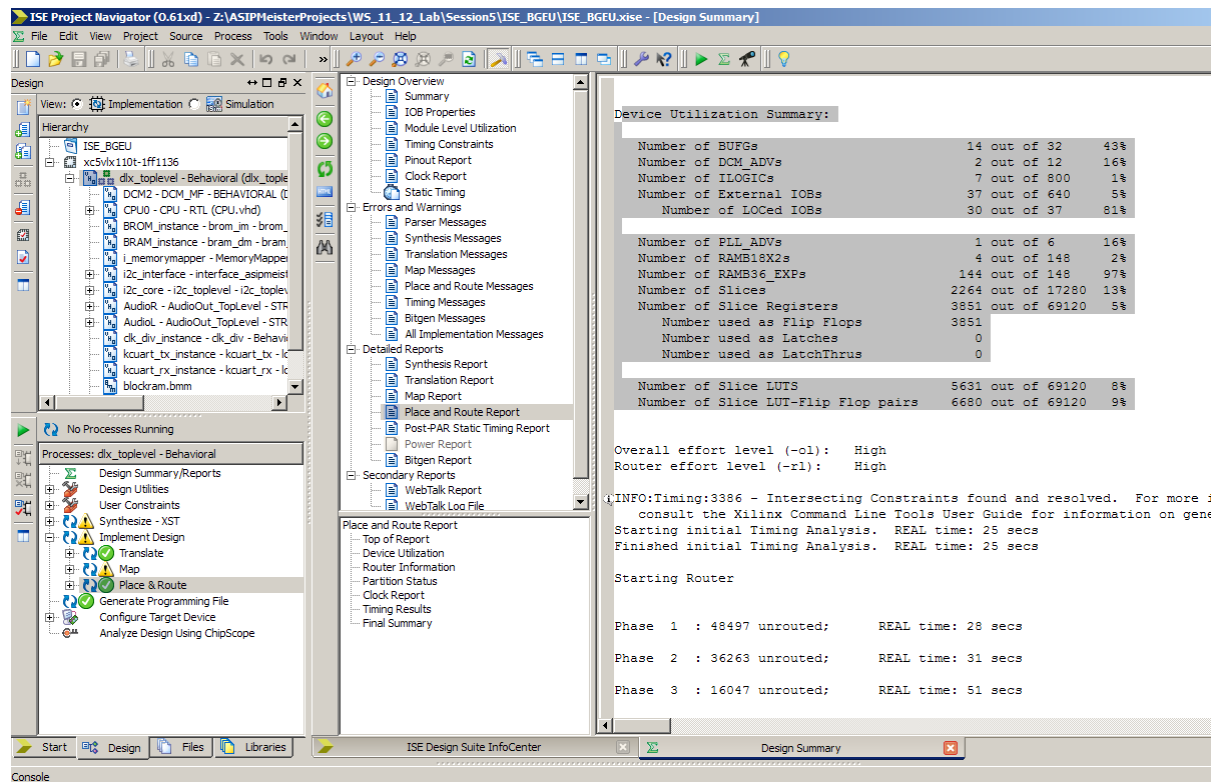 ISE Project Navigator (0.61xd) - Z:\ASIPMeisterProjects\WS_11_12_Lab\Session5\ISE_BGEU\ISE_BGEU.xise - [Design Summary]
File Edit View Project Source Process Tools Window Layout Help
Design
View: Implementation Simulation
Hierarchy
ISE_BGEU
xc5vlx110t-1ff1136
dlx_toplevel - Behavioral (dlx_tople
DCM2 - DCM_MF - BEHAVIORAL (D
CPU0 - CPU - RTL (CPU.vhd)
BROM_instance - brom_im - brom_
BRAM_instance - bram_dm - bram_
i_memorymapper - MemoryMapper
i2c_interface - interface_asipmeist
i2c_core - i2c_toplevel - i2c_toplev
AudioR - AudioOut_TopLevel - STR
AudioL - AudioOut_TopLevel - STR
clk_div_instance - clk_div - Behavio
kcuart_tx_instance - kcuart_tx - kc
kcuart_rx_instance - kcuart_rx - kc
blockram.bmm
No Processes Running
Processes: dlx_toplevel - Behavioral
Design Summary/Reports
Design Utilities
User Constraints
Synthesize - XST
Implement Design
Translate
Map
Place & Route
Generate Programming File
Configure Target Device
Analyze Design Using ChipScope
Start Design Files Libraries
Design Overview
Summary
IOB Properties
Module Level Utilization
Timing Constraints
Pinout Report
Clock Report
Static Timing
Errors and Warnings
Parser Messages
Synthesis Messages
Translation Messages
Map Messages
Place and Route Messages
Timing Messages
Bitgen Messages
All Implementation Messages
Detailed Reports
Synthesis Report
Translation Report
Map Report
Place and Route Report
Post-PAR Static Timing Report
Power Report
Bitgen Report
Secondary Reports
WebTalk Report
WebTalk Log File
Place and Route Report
Top of Report
Device Utilization
Router Information
Partition Status
Clock Report
Timing Results
Final Summary
Device Utilization Summary:
Number of BUFGs 14 out of 32 43%
Number of DCM_ADVs 2 out of 12 16%
Number of ILOGICs 7 out of 800 1%
Number of External IOBs 37 out of 640 5%
Number of LOCed IOBs 30 out of 37 81%
Number of PLL_ADVs 1 out of 6 16%
Number of RAMB18X2s 4 out of 148 2%
Number of RAMB36_EXPs 144 out of 148 97%
Number of Slices 2264 out of 17280 13%
Number of Slice Registers 3851 out of 69120 5%
Number used as Flip Flops 3851
Number used as Latches 0
Number used as LatchThrus 0
Number of Slice LUTS 5631 out of 69120 8%
Number of Slice LUT-Flip Flop pairs 6680 out of 69120 9%
Overall effort level (-ol): High
Router effort level (-rl): High
INFO:Timing:3386 - Intersecting Constraints found and resolved. For more i
consult the Xilinx Command Line Tools User Guide for information on gene
Starting initial Timing Analysis. REAL time: 25 secs
Finished initial Timing Analysis. REAL time: 25 secs
Starting Router
Phase 1 : 48497 unrouted; REAL time: 28 secs
Phase 2 : 36263 unrouted; REAL time: 31 secs
Phase 3 : 16047 unrouted; REAL time: 51 secs
ISE Design Suite InfoCenter
Design Summary
Console